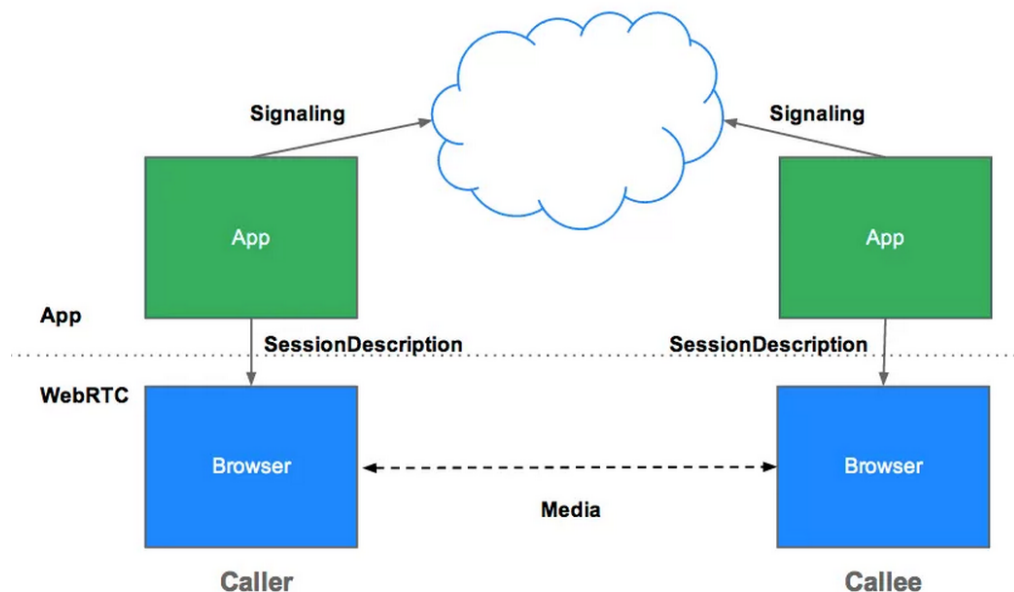 Signaling
Signaling
App
App
App
SessionDescription
SessionDescription
WebRTC
Browser
Browser
Media
Caller
Callee